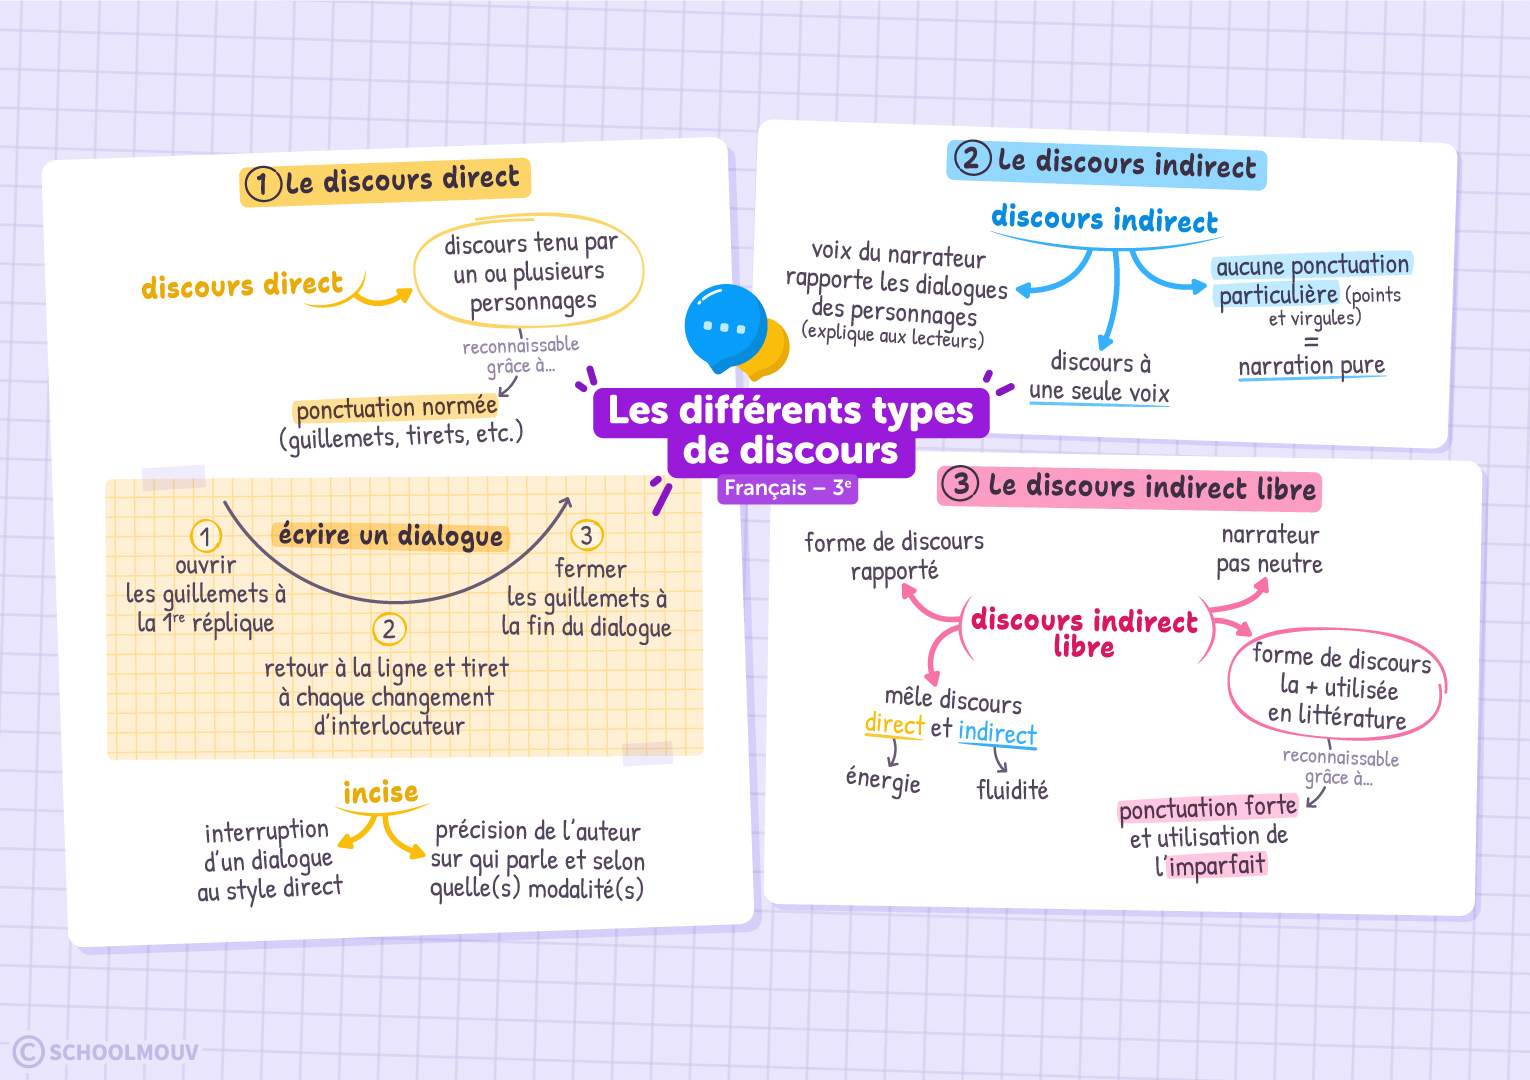 Les différents types
de discours
Français – 3e
① Le discours direct
discours direct
discours tenu par
un ou plusieurs
personnages
reconnaissable
grâce à...
ponctuation normée
(guillemets, tirets, etc.)
écrire un dialogue
1
ouvrir
les guillemets à
la 1re réplique
2
retour à la ligne et tiret
à chaque changement
d'interlocuteur
3
fermer
les guillemets à
la fin du dialogue
incise
interruption
d'un dialogue
au style direct
précision de l'auteur
sur qui parle et selon
quelle(s) modalité(s)
② Le discours indirect
discours indirect
voix du narrateur
rapporte les dialogues
des personnages
(explique aux lecteurs)
discours à
une seule voix
aucune ponctuation
particulière (points
et virgules)
=
narration pure
③ Le discours indirect libre
discours indirect
libre
forme de discours
rapporté
narrateur
pas neutre
mêle discours
direct et indirect
énergie
fluidité
forme de discours
la + utilisée
en littérature
reconnaissable
grâce à...
ponctuation forte
et utilisation de
l'imparfait
© SCHOOLMOUV